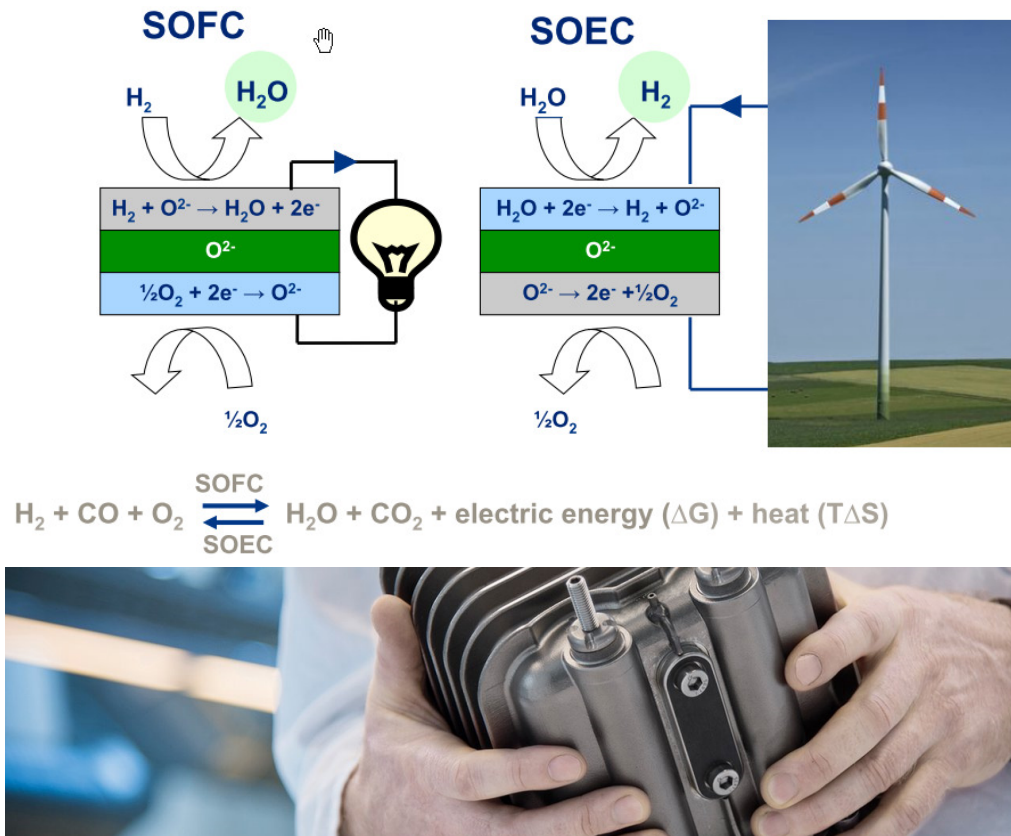 SOFC
H₂
H₂O
H₂ + O²⁻ → H₂O + 2e⁻
O²⁻
½O₂ + 2e⁻ → O²⁻
½O₂
SOEC
H₂O
H₂
H₂O + 2e⁻ → H₂ + O²⁻
O²⁻
O²⁻ → 2e⁻ +½O₂
½O₂
SOFC
H₂ + CO + O₂ ⇄ H₂O + CO₂ + electric energy (ΔG) + heat (TΔS)
SOEC